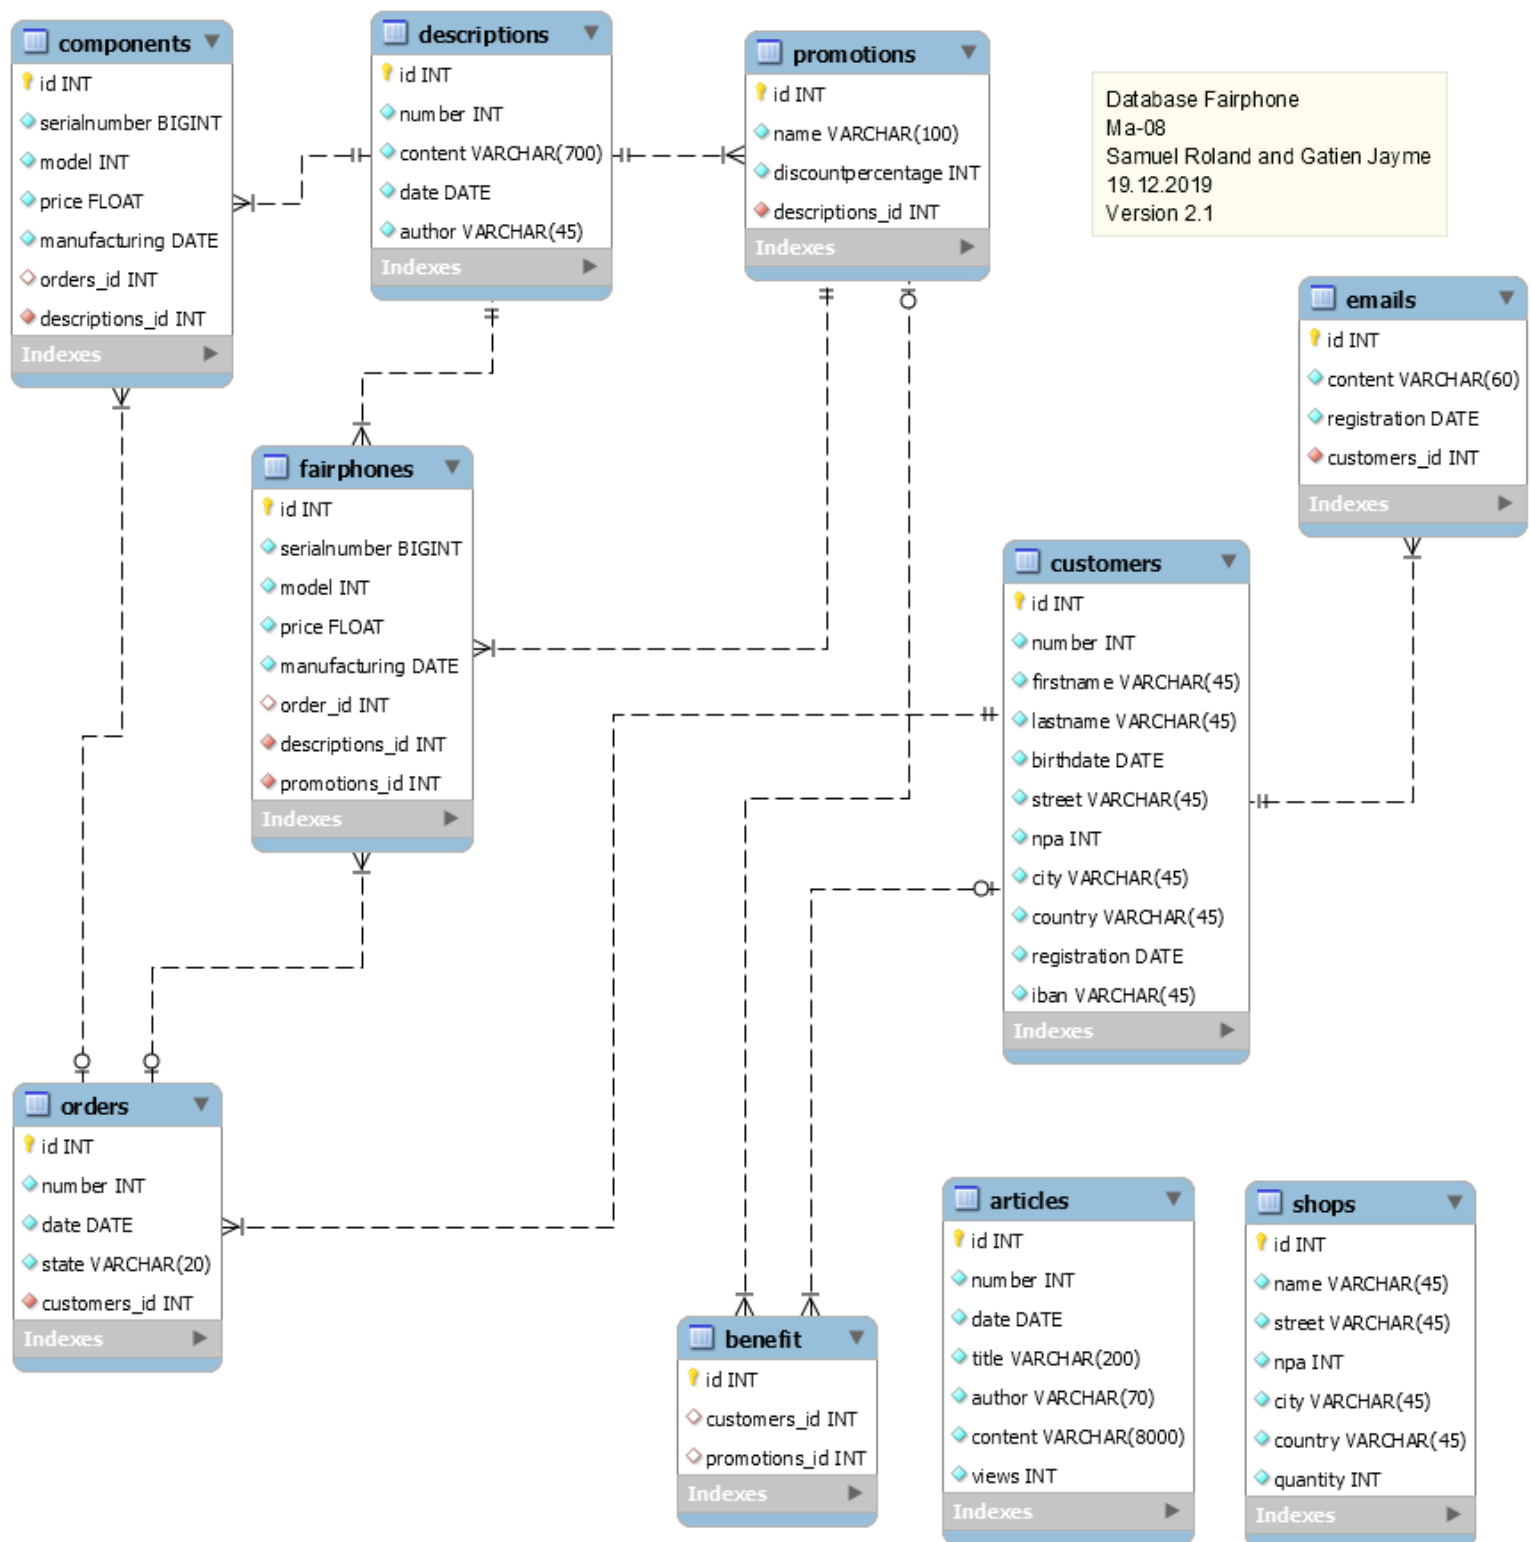 components
id INT
serialnumber BIGINT
model INT
price FLOAT
manufacturing DATE
orders_id INT
descriptions_id INT
Indexes
descriptions
id INT
number INT
content VARCHAR(700)
date DATE
author VARCHAR(45)
Indexes
promotions
id INT
name VARCHAR(100)
discountpercentage INT
descriptions_id INT
Indexes
Database Fairphone
Ma-08
Samuel Roland and Gatien Jayme
19.12.2019
Version 2.1
emails
id INT
content VARCHAR(60)
registration DATE
customers_id INT
Indexes
fairphones
id INT
serialnumber BIGINT
model INT
price FLOAT
manufacturing DATE
order_id INT
descriptions_id INT
promotions_id INT
Indexes
customers
id INT
number INT
firstname VARCHAR(45)
lastname VARCHAR(45)
birthdate DATE
street VARCHAR(45)
npa INT
city VARCHAR(45)
country VARCHAR(45)
registration DATE
iban VARCHAR(45)
Indexes
orders
id INT
number INT
date DATE
state VARCHAR(20)
customers_id INT
Indexes
benefit
id INT
customers_id INT
promotions_id INT
Indexes
articles
id INT
number INT
date DATE
title VARCHAR(200)
author VARCHAR(70)
content VARCHAR(8000)
views INT
Indexes
shops
id INT
name VARCHAR(45)
street VARCHAR(45)
npa INT
city VARCHAR(45)
country VARCHAR(45)
quantity INT
Indexes